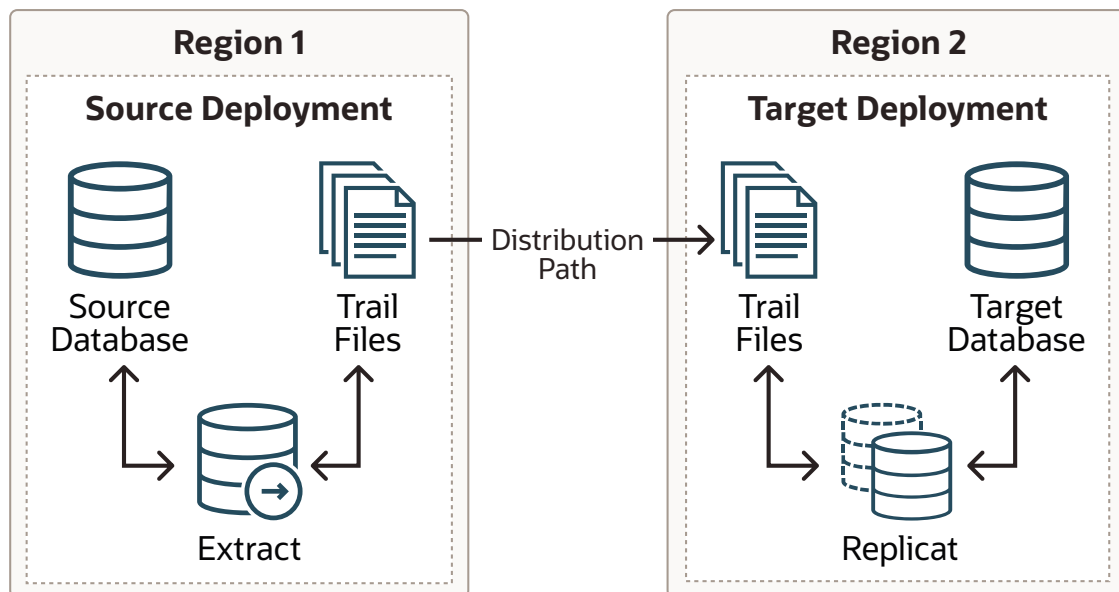 Region 1
Source Deployment
Source
Database
Trail
Files
Extract
Distribution
Path
Region 2
Target Deployment
Trail
Files
Target
Database
Replicat